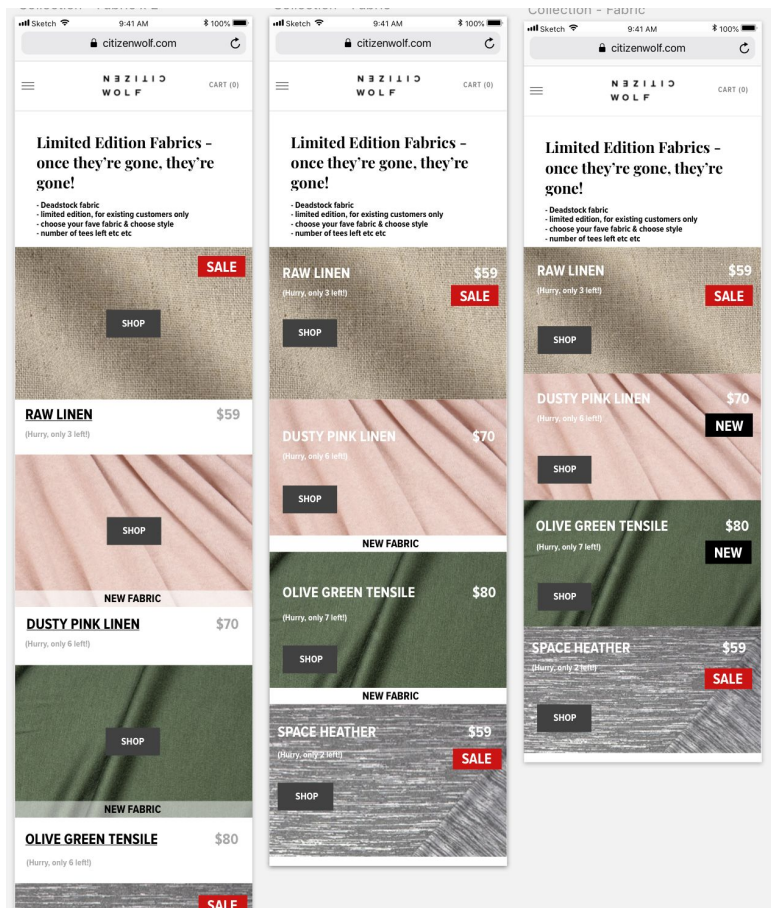 Collection - Fabric
Sketch 9:41 AM 100%
citizenwolf.com
CITIZEN
WOLF
CART (0)
Limited Edition Fabrics -
once they're gone, they're
gone!
- Deadstock fabric
- limited edition, for existing customers only
- choose your fave fabric & choose style
- number of tees left etc etc
SALE
SHOP
RAW LINEN $59
(Hurry, only 3 left!)
SHOP
NEW FABRIC
DUSTY PINK LINEN $70
(Hurry, only 6 left!)
SHOP
NEW FABRIC
OLIVE GREEN TENSILE $80
(Hurry, only 6 left!)
SALE
Collection - Fabric
Sketch 9:41 AM 100%
citizenwolf.com
CITIZEN
WOLF
CART (0)
Limited Edition Fabrics -
once they're gone, they're
gone!
- Deadstock fabric
- limited edition, for existing customers only
- choose your fave fabric & choose style
- number of tees left etc etc
RAW LINEN $59
(Hurry, only 3 left!)
SALE
SHOP
DUSTY PINK LINEN $70
(Hurry, only 6 left!)
SHOP
NEW FABRIC
OLIVE GREEN TENSILE $80
(Hurry, only 7 left!)
SHOP
NEW FABRIC
SPACE HEATHER $59
(Hurry, only 2 left!)
SALE
SHOP
Collection - Fabric
Sketch 9:41 AM 100%
citizenwolf.com
CITIZEN
WOLF
CART (0)
Limited Edition Fabrics -
once they're gone, they're
gone!
- Deadstock fabric
- limited edition, for existing customers only
- choose your fave fabric & choose style
- number of tees left etc etc
RAW LINEN $59
(Hurry, only 3 left!)
SALE
SHOP
DUSTY PINK LINEN $70
(Hurry, only 6 left!)
NEW
SHOP
OLIVE GREEN TENSILE $80
(Hurry, only 7 left!)
NEW
SHOP
SPACE HEATHER $59
(Hurry, only 2 left!)
SALE
SHOP